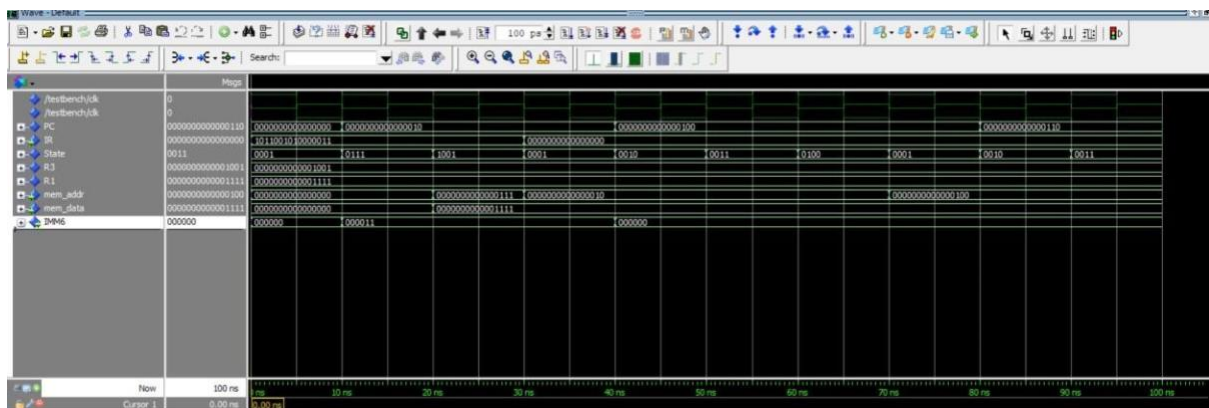 Wave - Default
100 ps
Search:
Msgs
/testbench/clk 0
/testbench/clk 0
PC 0000000000000110 0000000000000000 0000000000000010 0000000000000100 0000000000000110
IR 0000000000000000 1011001010000011 0000000000000000
State 0011 0001 0111 1001 0001 0010 0011 0100 0001 0010 0011
R3 0000000000001001 0000000000001001
R1 0000000000001111 0000000000001111
mem_addr 0000000000000100 0000000000000000 0000000000000111 0000000000000010 0000000000000100
mem_data 0000000000001111 0000000000000000 0000000000001111
IMM6 000000 000000 000011 000000
Now 100 ns ns 10 ns 20 ns 30 ns 40 ns 50 ns 60 ns 70 ns 80 ns 90 ns 100 ns
Cursor 1 0.00 ns 0.00 ns